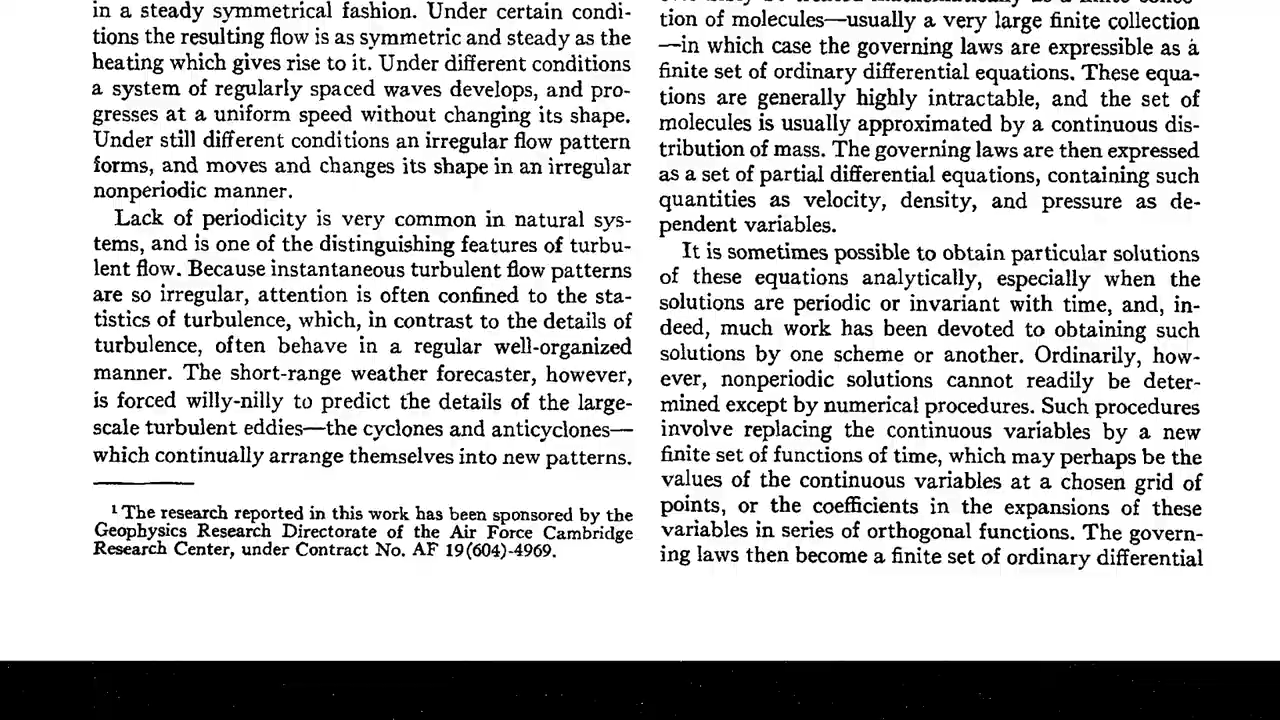 in a steady symmetrical fashion. Under certain condi-
tions the resulting flow is as symmetric and steady as the
heating which gives rise to it. Under different conditions
a system of regularly spaced waves develops, and pro-
gresses at a uniform speed without changing its shape.
Under still different conditions an irregular flow pattern
forms, and moves and changes its shape in an irregular
nonperiodic manner.
Lack of periodicity is very common in natural sys-
tems, and is one of the distinguishing features of turbu-
lent flow. Because instantaneous turbulent flow patterns
are so irregular, attention is often confined to the sta-
tistics of turbulence, which, in contrast to the details of
turbulence, often behave in a regular well-organized
manner. The short-range weather forecaster, however,
is forced willy-nilly to predict the details of the large-
scale turbulent eddies—the cyclones and anticyclones—
which continually arrange themselves into new patterns.
¹ The research reported in this work has been sponsored by the
Geophysics Research Directorate of the Air Force Cambridge
Research Center, under Contract No. AF 19(604)-4969.
tion of molecules—usually a very large finite collection
—in which case the governing laws are expressible as a
finite set of ordinary differential equations. These equa-
tions are generally highly intractable, and the set of
molecules is usually approximated by a continuous dis-
tribution of mass. The governing laws are then expressed
as a set of partial differential equations, containing such
quantities as velocity, density, and pressure as de-
pendent variables.
It is sometimes possible to obtain particular solutions
of these equations analytically, especially when the
solutions are periodic or invariant with time, and, in-
deed, much work has been devoted to obtaining such
solutions by one scheme or another. Ordinarily, how-
ever, nonperiodic solutions cannot readily be deter-
mined except by numerical procedures. Such procedures
involve replacing the continuous variables by a new
finite set of functions of time, which may perhaps be the
values of the continuous variables at a chosen grid of
points, or the coefficients in the expansions of these
variables in series of orthogonal functions. The govern-
ing laws then become a finite set of ordinary differential